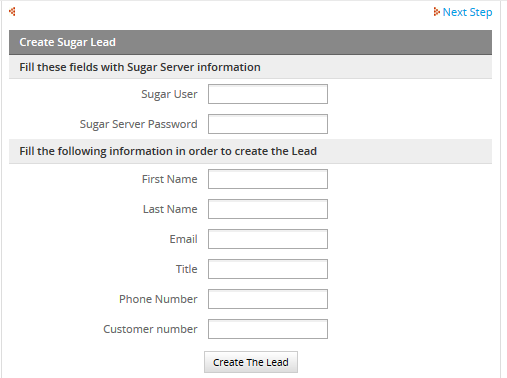 Next Step
Create Sugar Lead
Fill these fields with Sugar Server information
Sugar User
Sugar Server Password
Fill the following information in order to create the Lead
First Name
Last Name
Email
Title
Phone Number
Customer number
Create The Lead